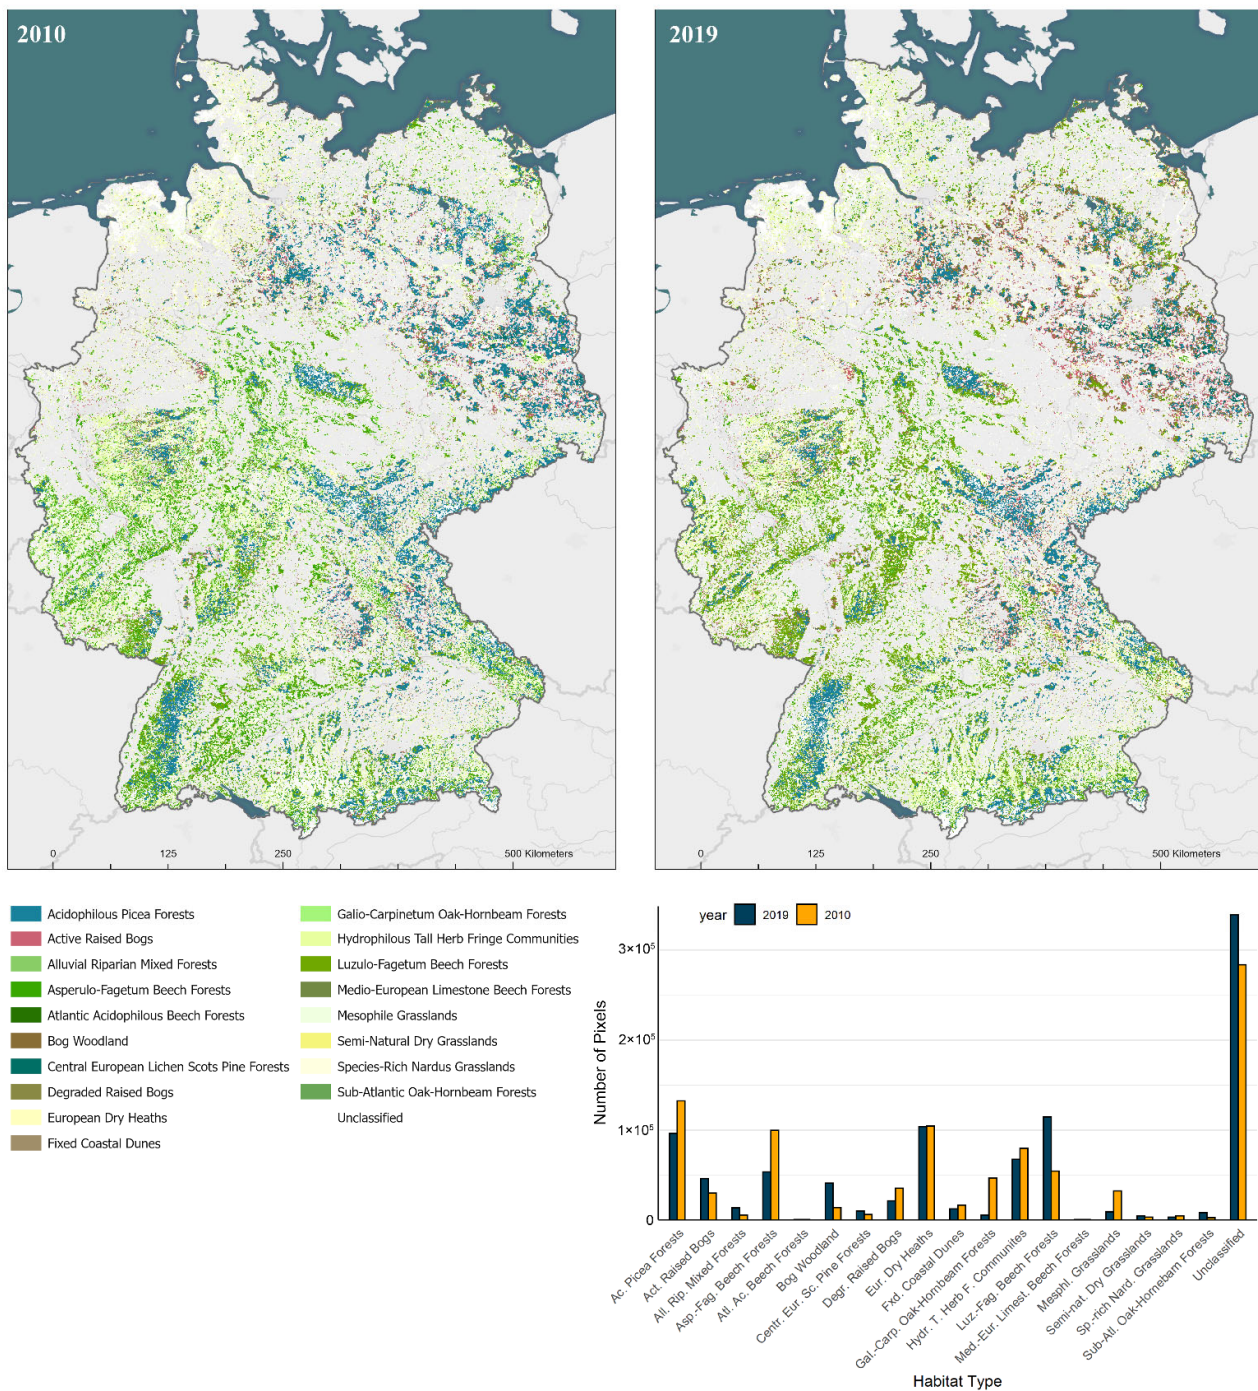 2010
2019
0 125 250 500 Kilometers
0 125 250 500 Kilometers
Acidophilous Picea Forests
Active Raised Bogs
Alluvial Riparian Mixed Forests
Asperulo-Fagetum Beech Forests
Atlantic Acidophilous Beech Forests
Bog Woodland
Central European Lichen Scots Pine Forests
Degraded Raised Bogs
European Dry Heaths
Fixed Coastal Dunes
Galio-Carpinetum Oak-Hornbeam Forests
Hydrophilous Tall Herb Fringe Communities
Luzulo-Fagetum Beech Forests
Medio-European Limestone Beech Forests
Mesophile Grasslands
Semi-Natural Dry Grasslands
Species-Rich Nardus Grasslands
Sub-Atlantic Oak-Hornbeam Forests
Unclassified
year 2019 2010
Number of Pixels
3×10⁵
2×10⁵
1×10⁵
0
Ac. Picea Forests
Act. Raised Bogs
All. Rip. Mixed Forests
Asp.-Fag. Beech Forests
Atl. Ac. Beech Forests
Bog Woodland
Centr. Eur. Sc. Pine Forests
Degr. Raised Bogs
Eur. Dry Heaths
Fxd. Coastal Dunes
Gal.-Carp. Oak-Hornbeam Forests
Hydr. T. Herb F. Communites
Luz.-Fag. Beech Forests
Med.-Eur. Limest. Beech Forests
Mesphl. Grasslands
Semi-nat. Dry Grasslands
Sp.-rich Nard. Grasslands
Sub-Atl. Oak-Hornebeam Forests
Unclassified
Habitat Type